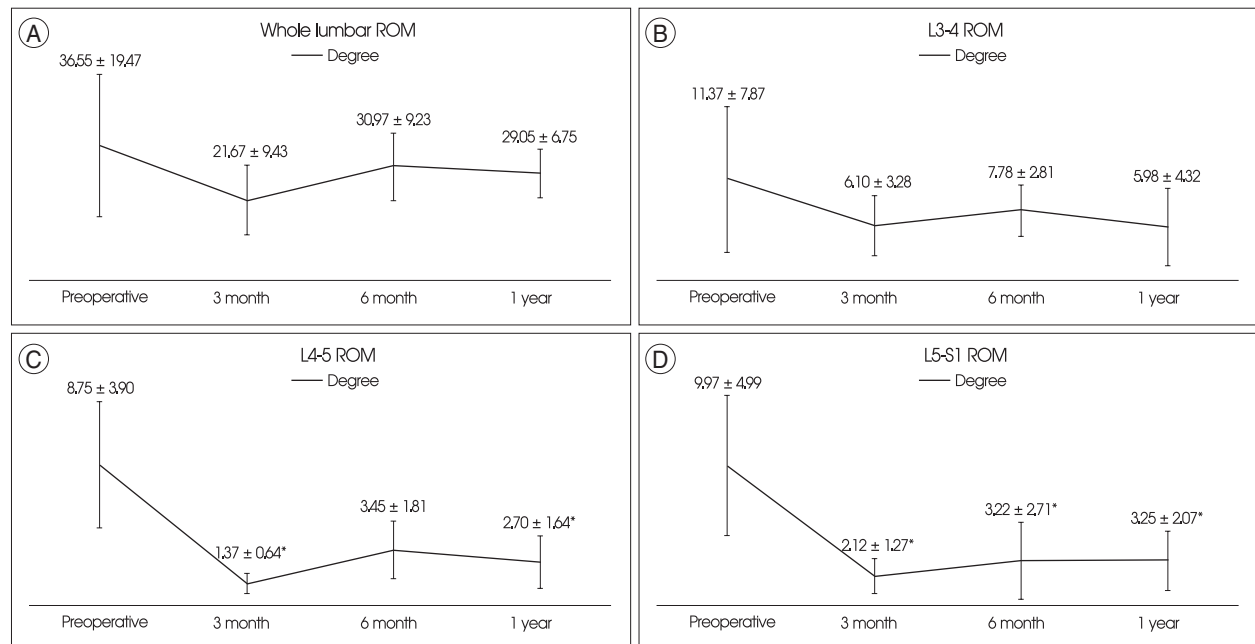 A
Whole lumbar ROM
Degree
36.55 ± 19.47
21.67 ± 9.43
30.97 ± 9.23
29.05 ± 6.75
Preoperative 3 month 6 month 1 year
B
L3-4 ROM
Degree
11.37 ± 7.87
6.10 ± 3.28
7.78 ± 2.81
5.98 ± 4.32
Preoperative 3 month 6 month 1 year
C
L4-5 ROM
Degree
8.75 ± 3.90
1.37 ± 0.64*
3.45 ± 1.81
2.70 ± 1.64*
Preoperative 3 month 6 month 1 year
D
L5-S1 ROM
Degree
9.97 ± 4.99
2.12 ± 1.27*
3.22 ± 2.71*
3.25 ± 2.07*
Preoperative 3 month 6 month 1 year